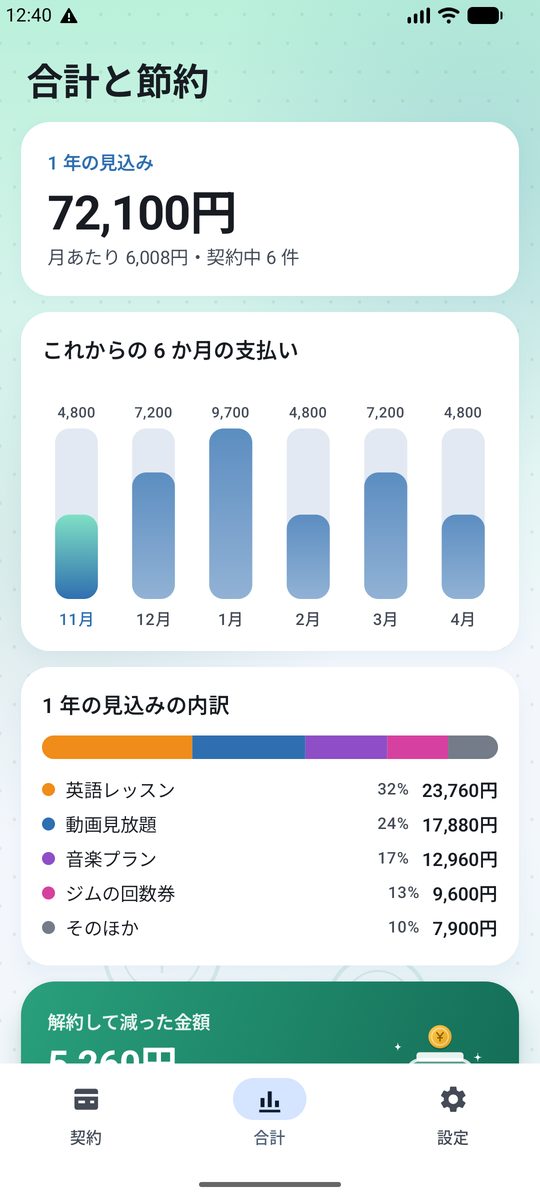 12:40
合計と節約
1 年の見込み
72,100円
月あたり 6,008円・契約中 6 件
これからの 6 か月の支払い
4,800 7,200 9,700 4,800 7,200 4,800
11月 12月 1月 2月 3月 4月
1 年の見込みの内訳
英語レッスン 32% 23,760円
動画見放題 24% 17,880円
音楽プラン 17% 12,960円
ジムの回数券 13% 9,600円
そのほか 10% 7,900円
解約して減った金額
5,260円
契約 合計 設定